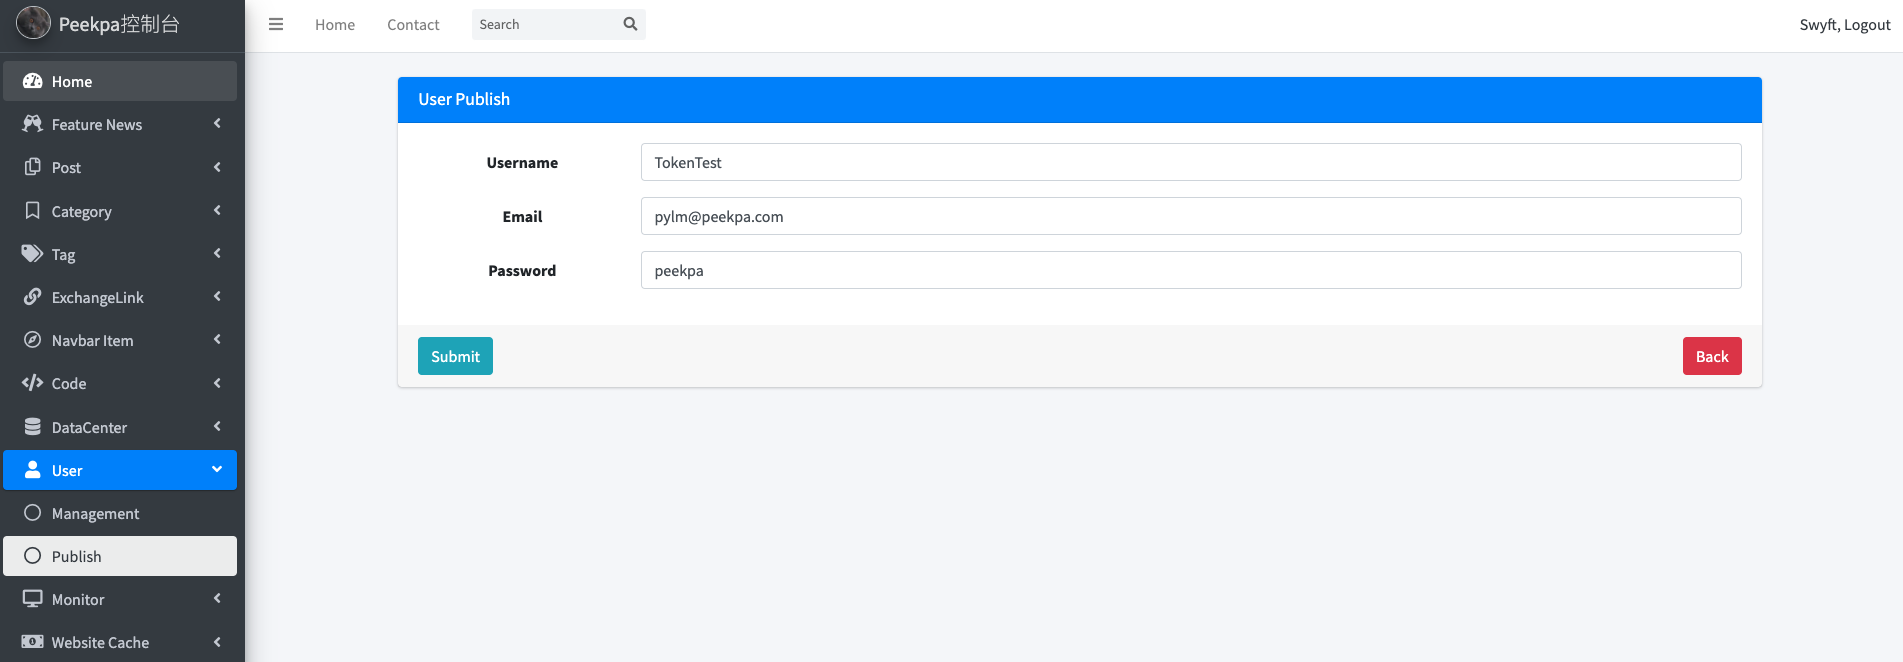 Peekpa控制台
Home
Feature News
Post
Category
Tag
ExchangeLink
Navbar Item
Code
DataCenter
User
Management
Publish
Monitor
Website Cache
Home Contact Search Swyft, Logout
User Publish
Username TokenTest
Email pylm@peekpa.com
Password peekpa
Submit Back